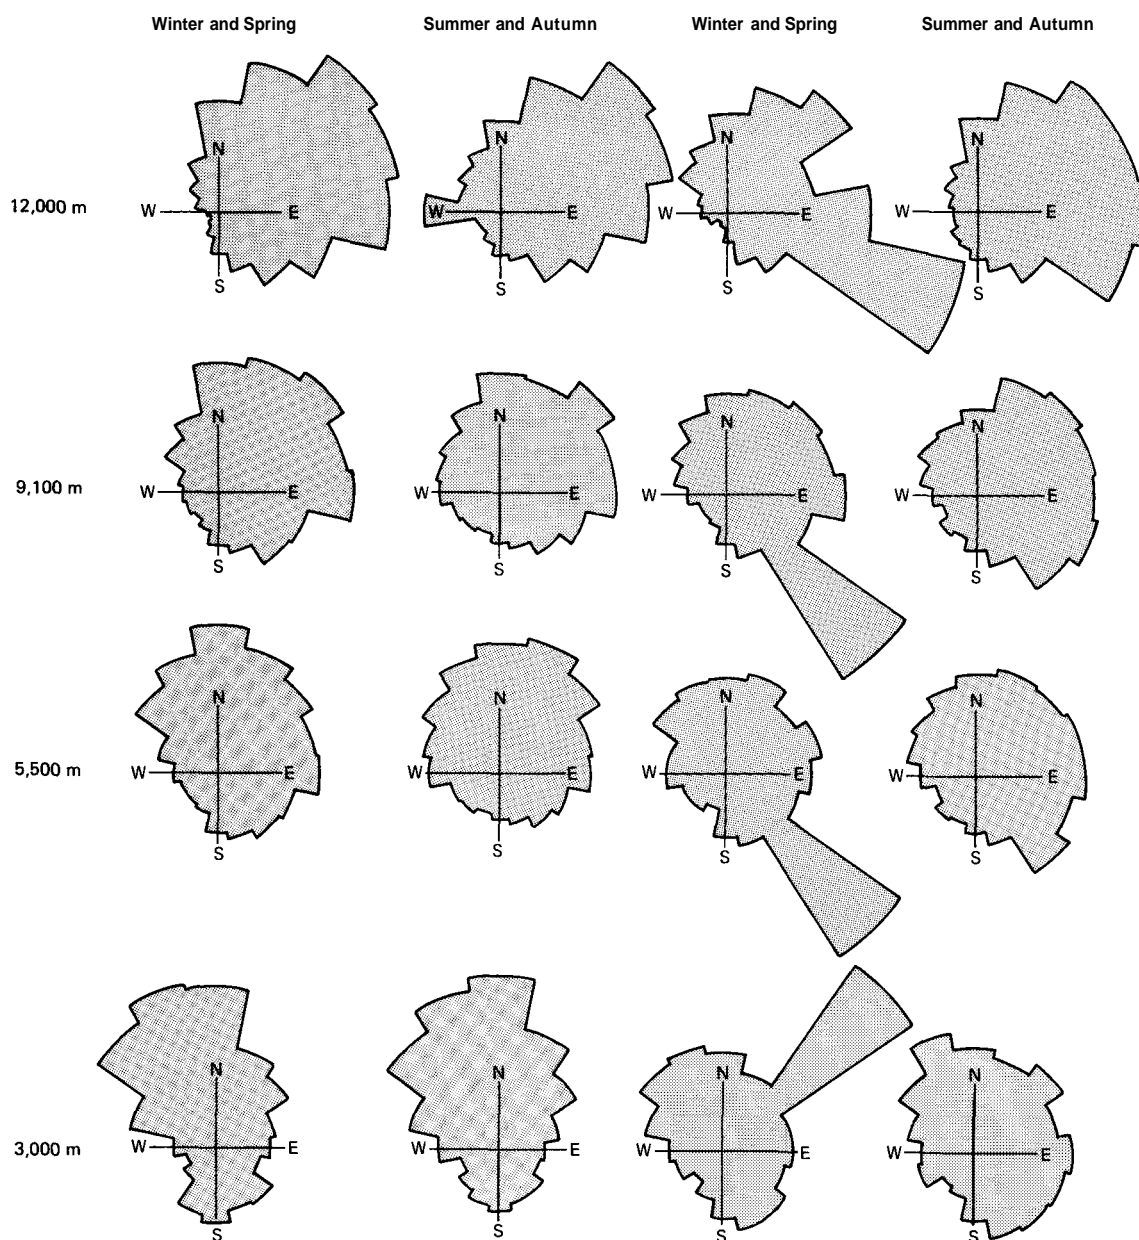 Winter and Spring Summer and Autumn Winter and Spring Summer and Autumn
N N N N
12,000 m W E W E W E W E
S S S S
N N N N
9,100 m W E W E W E W E
S S S S
N N N N
5,500 m W E W E W E W E
S S S S
N N N N
3,000 m W E W E W E W E
S S S S